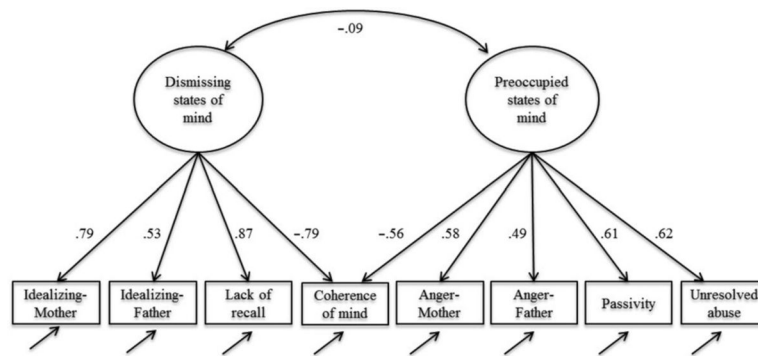 -.09
Dismissing
states of
mind
Preoccupied
states of
mind
.79
.53
.87
-.79
-.56
.58
.49
.61
.62
Idealizing-
Mother
Idealizing-
Father
Lack of
recall
Coherence
of mind
Anger-
Mother
Anger-
Father
Passivity
Unresolved
abuse